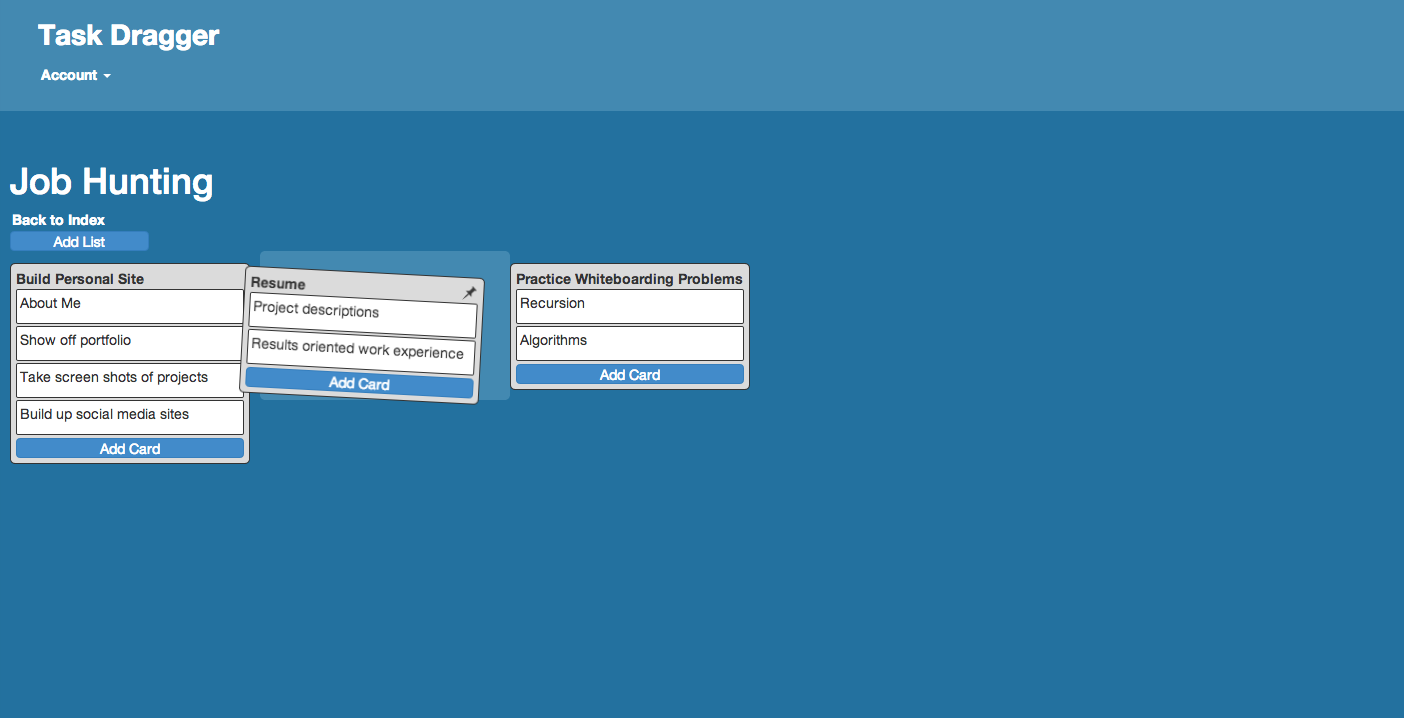 Task Dragger
Account
Job Hunting
Back to Index
Add List
Build Personal Site
About Me
Show off portfolio
Take screen shots of projects
Build up social media sites
Add Card
Resume
Project descriptions
Results oriented work experience
Add Card
Practice Whiteboarding Problems
Recursion
Algorithms
Add Card